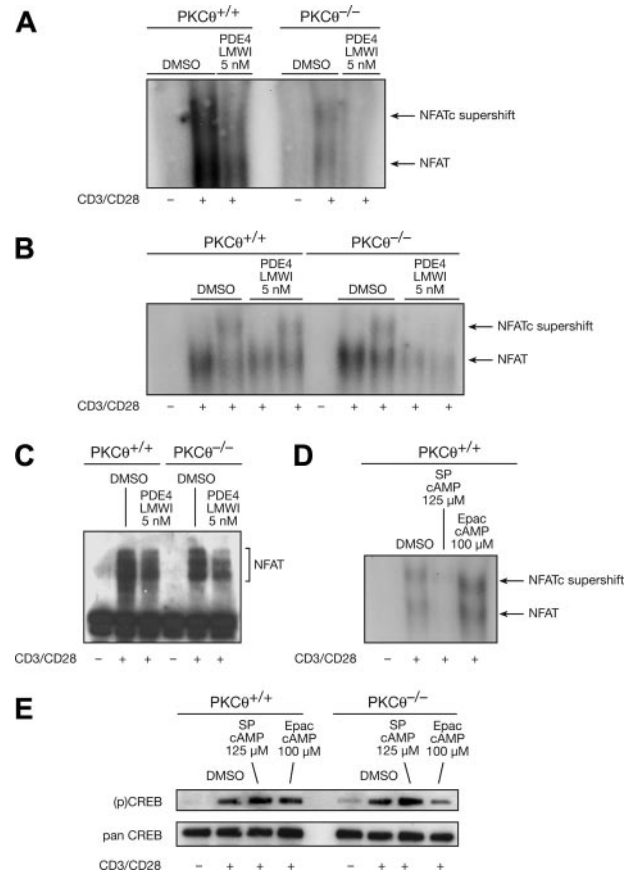 A
PKCθ+/+ PKCθ−/−
PDE4 PDE4
LMWI LMWI
DMSO 5 nM DMSO 5 nM
NFATc supershift
NFAT
CD3/CD28 − + + − + +
B
PKCθ+/+ PKCθ−/−
PDE4 PDE4
LMWI LMWI
DMSO 5 nM DMSO 5 nM
NFATc supershift
NFAT
CD3/CD28 − + + + + − + + + +
C
PKCθ+/+ PKCθ−/−
DMSO DMSO
PDE4 PDE4
LMWI LMWI
5 nM 5 nM
NFAT
CD3/CD28 − + + − + +
D
PKCθ+/+
SP
cAMP
125 µM
Epac
cAMP
DMSO 100 µM
NFATc supershift
NFAT
CD3/CD28 − + + +
E
PKCθ+/+ PKCθ−/−
SP Epac SP Epac
cAMP cAMP cAMP cAMP
125 µM 100 µM 125 µM 100 µM
DMSO DMSO
(p)CREB
pan CREB
CD3/CD28 − + + + − + + +